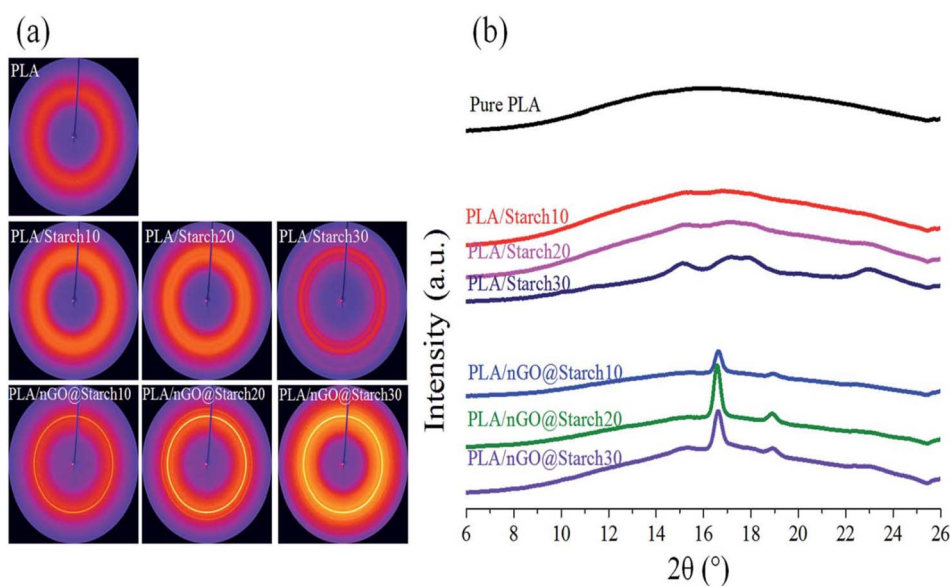 (a)
PLA
PLA/Starch10 PLA/Starch20 PLA/Starch30
PLA/nGO@Starch10 PLA/nGO@Starch20 PLA/nGO@Starch30
(b)
Intensity (a.u.)
Pure PLA
PLA/Starch10
PLA/Starch20
PLA/Starch30
PLA/nGO@Starch10
PLA/nGO@Starch20
PLA/nGO@Starch30
6 8 10 12 14 16 18 20 22 24 26
2θ (°)